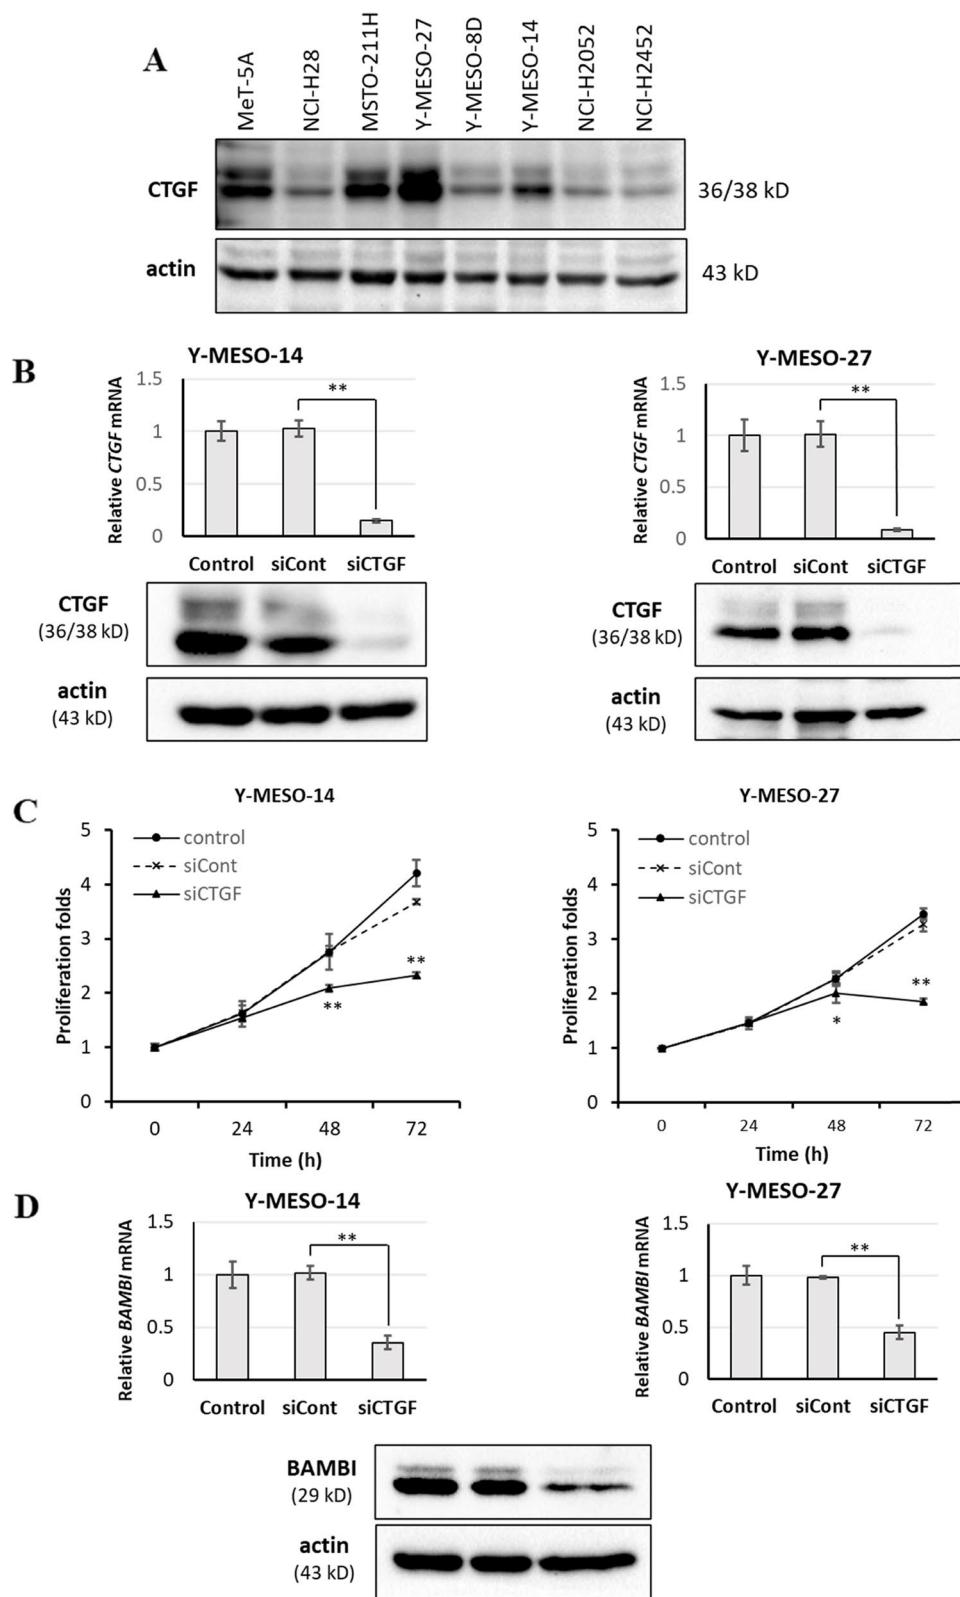 A
MeT-5A
NCI-H28
MSTO-211H
Y-MESO-27
Y-MESO-8D
Y-MESO-14
NCI-H2052
NCI-H2452
CTGF
36/38 kD
actin
43 kD
B
Y-MESO-14
Relative CTGF mRNA
1.5
1
0.5
0
**
Control siCont siCTGF
CTGF
(36/38 kD)
actin
(43 kD)
Y-MESO-27
Relative CTGF mRNA
1.5
1
0.5
0
**
Control siCont siCTGF
CTGF
(36/38 kD)
actin
(43 kD)
C
Y-MESO-14
Proliferation folds
5
4
3
2
1
0
control
siCont
siCTGF
**
**
0 24 48 72
Time (h)
Y-MESO-27
Proliferation folds
5
4
3
2
1
0
control
siCont
siCTGF
**
*
0 24 48 72
Time (h)
D
Y-MESO-14
Relative BAMBI mRNA
1.5
1
0.5
0
**
Control siCont siCTGF
Y-MESO-27
Relative BAMBI mRNA
1.5
1
0.5
0
**
Control siCont siCTGF
BAMBI
(29 kD)
actin
(43 kD)